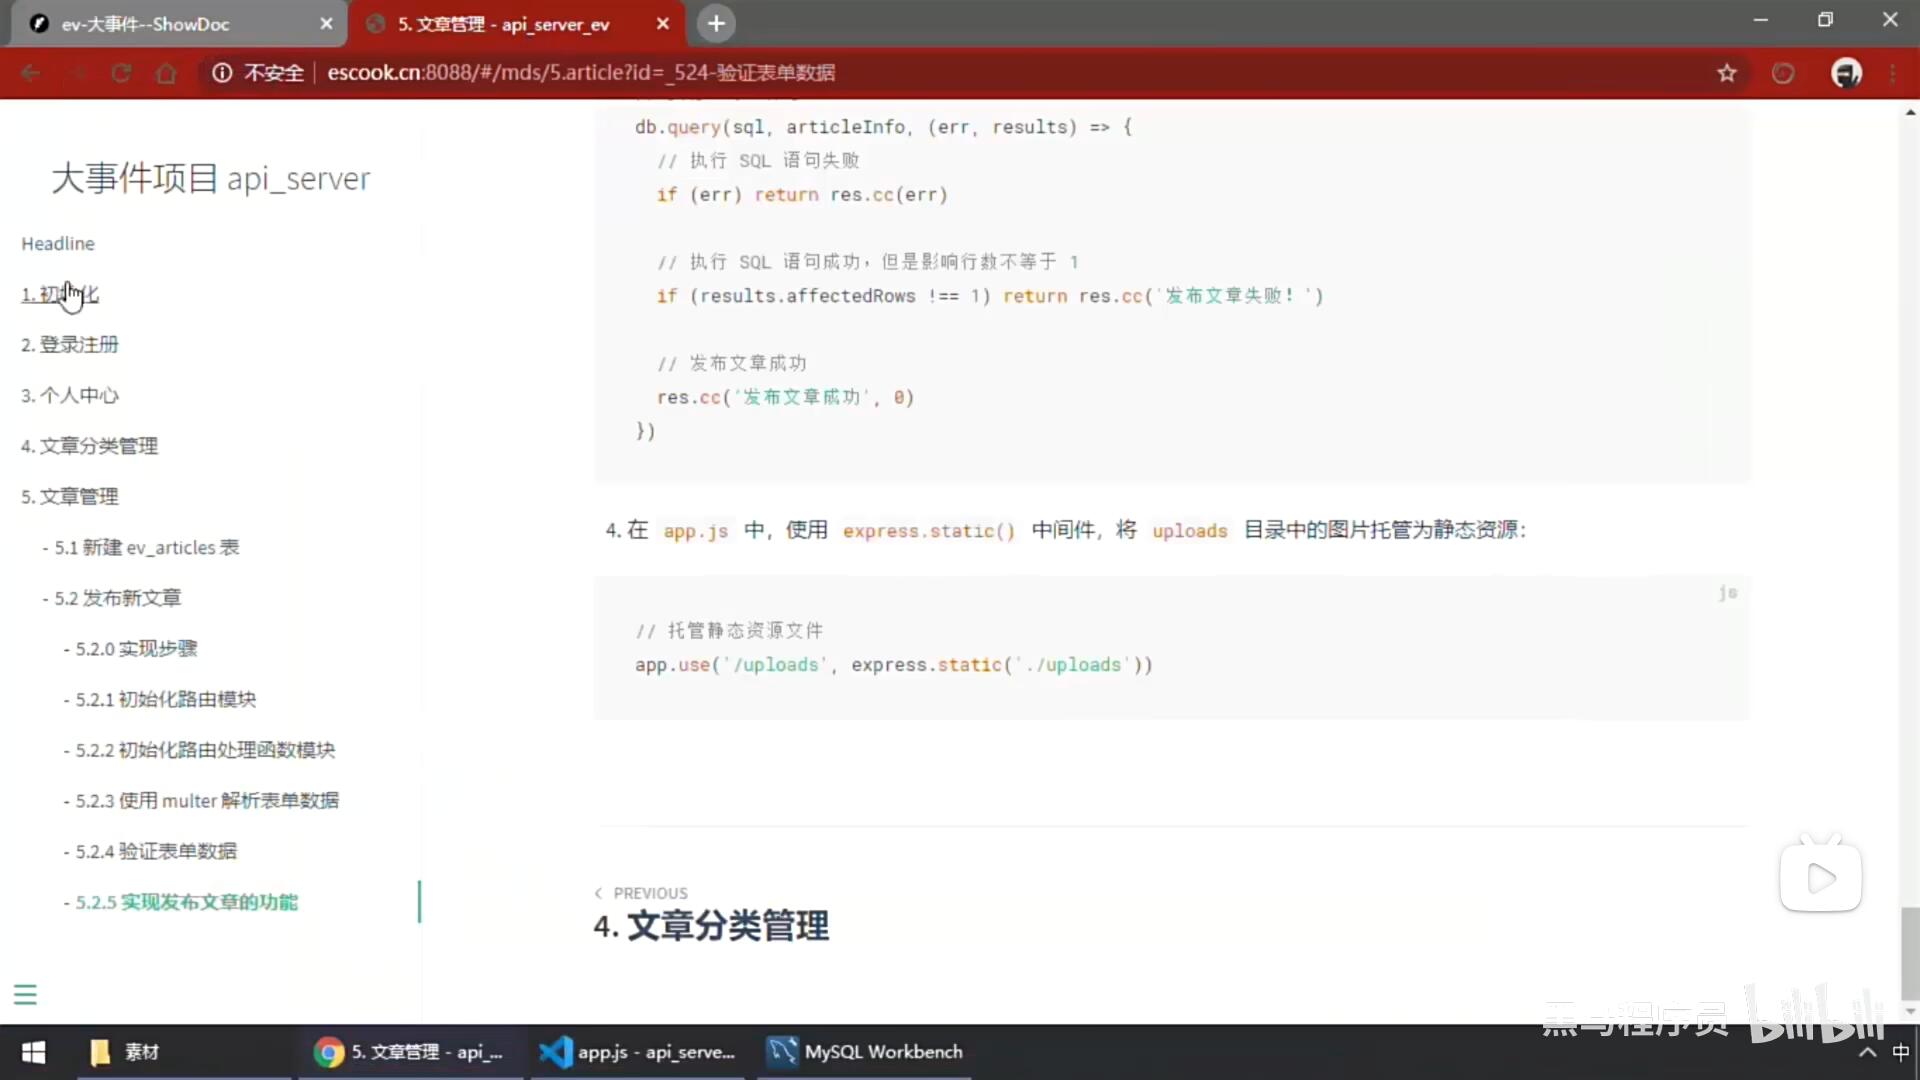 ev-大事件--ShowDoc
5. 文章管理 - api_server_ev
不安全
escook.cn:8088/#/mds/5.article?id=_524-验证表单数据
大事件项目 api_server
Headline
1. 初始化
2. 登录注册
3. 个人中心
4. 文章分类管理
5. 文章管理
- 5.1 新建 ev_articles 表
- 5.2 发布新文章
- 5.2.0 实现步骤
- 5.2.1 初始化路由模块
- 5.2.2 初始化路由处理函数模块
- 5.2.3 使用 multer 解析表单数据
- 5.2.4 验证表单数据
- 5.2.5 实现发布文章的功能
db.query(sql, articleInfo, (err, results) => {
// 执行 SQL 语句失败
if (err) return res.cc(err)
// 执行 SQL 语句成功，但是影响行数不等于 1
if (results.affectedRows !== 1) return res.cc('发布文章失败！')
// 发布文章成功
res.cc('发布文章成功', 0)
})
4. 在 app.js 中，使用 express.static() 中间件，将 uploads 目录中的图片托管为静态资源：
js
// 托管静态资源文件
app.use('/uploads', express.static('./uploads'))
PREVIOUS
4. 文章分类管理
黑马程序员 bilibili
素材
5. 文章管理 - api_...
app.js - api_serve...
MySQL Workbench
中